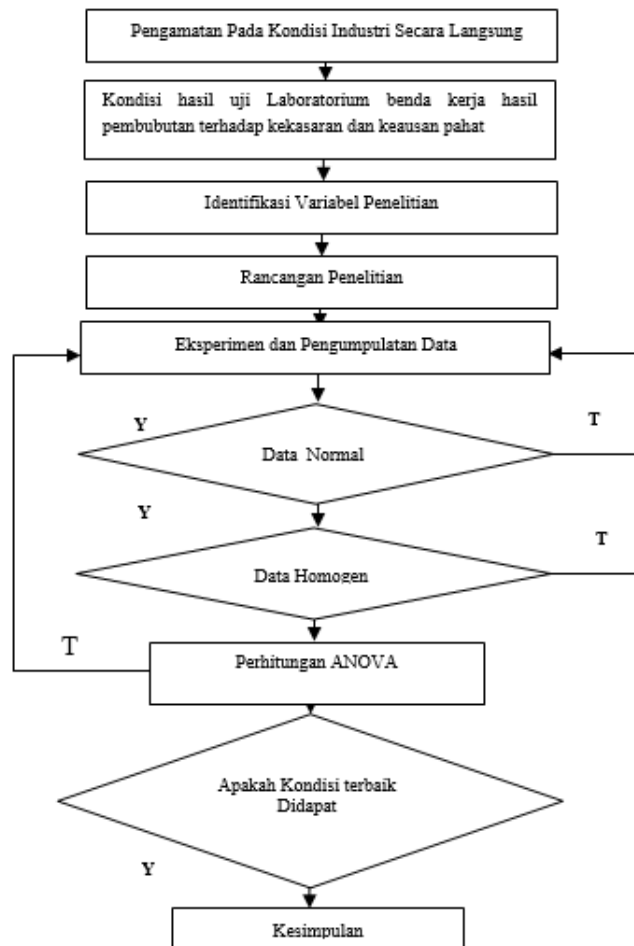 Pengamatan Pada Kondisi Industri Secara Langsung
Kondisi hasil uji Laboratorium benda kerja hasil
pembubutan terhadap kekasaran dan keausan pahat
Identifikasi Variabel Penelitian
Rancangan Penelitian
Eksperimen dan Pengumpulatan Data
Y
T
Data Normal
Y
T
Data Homogen
T
Perhitungan ANOVA
Apakah Kondisi terbaik
Didapat
Y
Kesimpulan